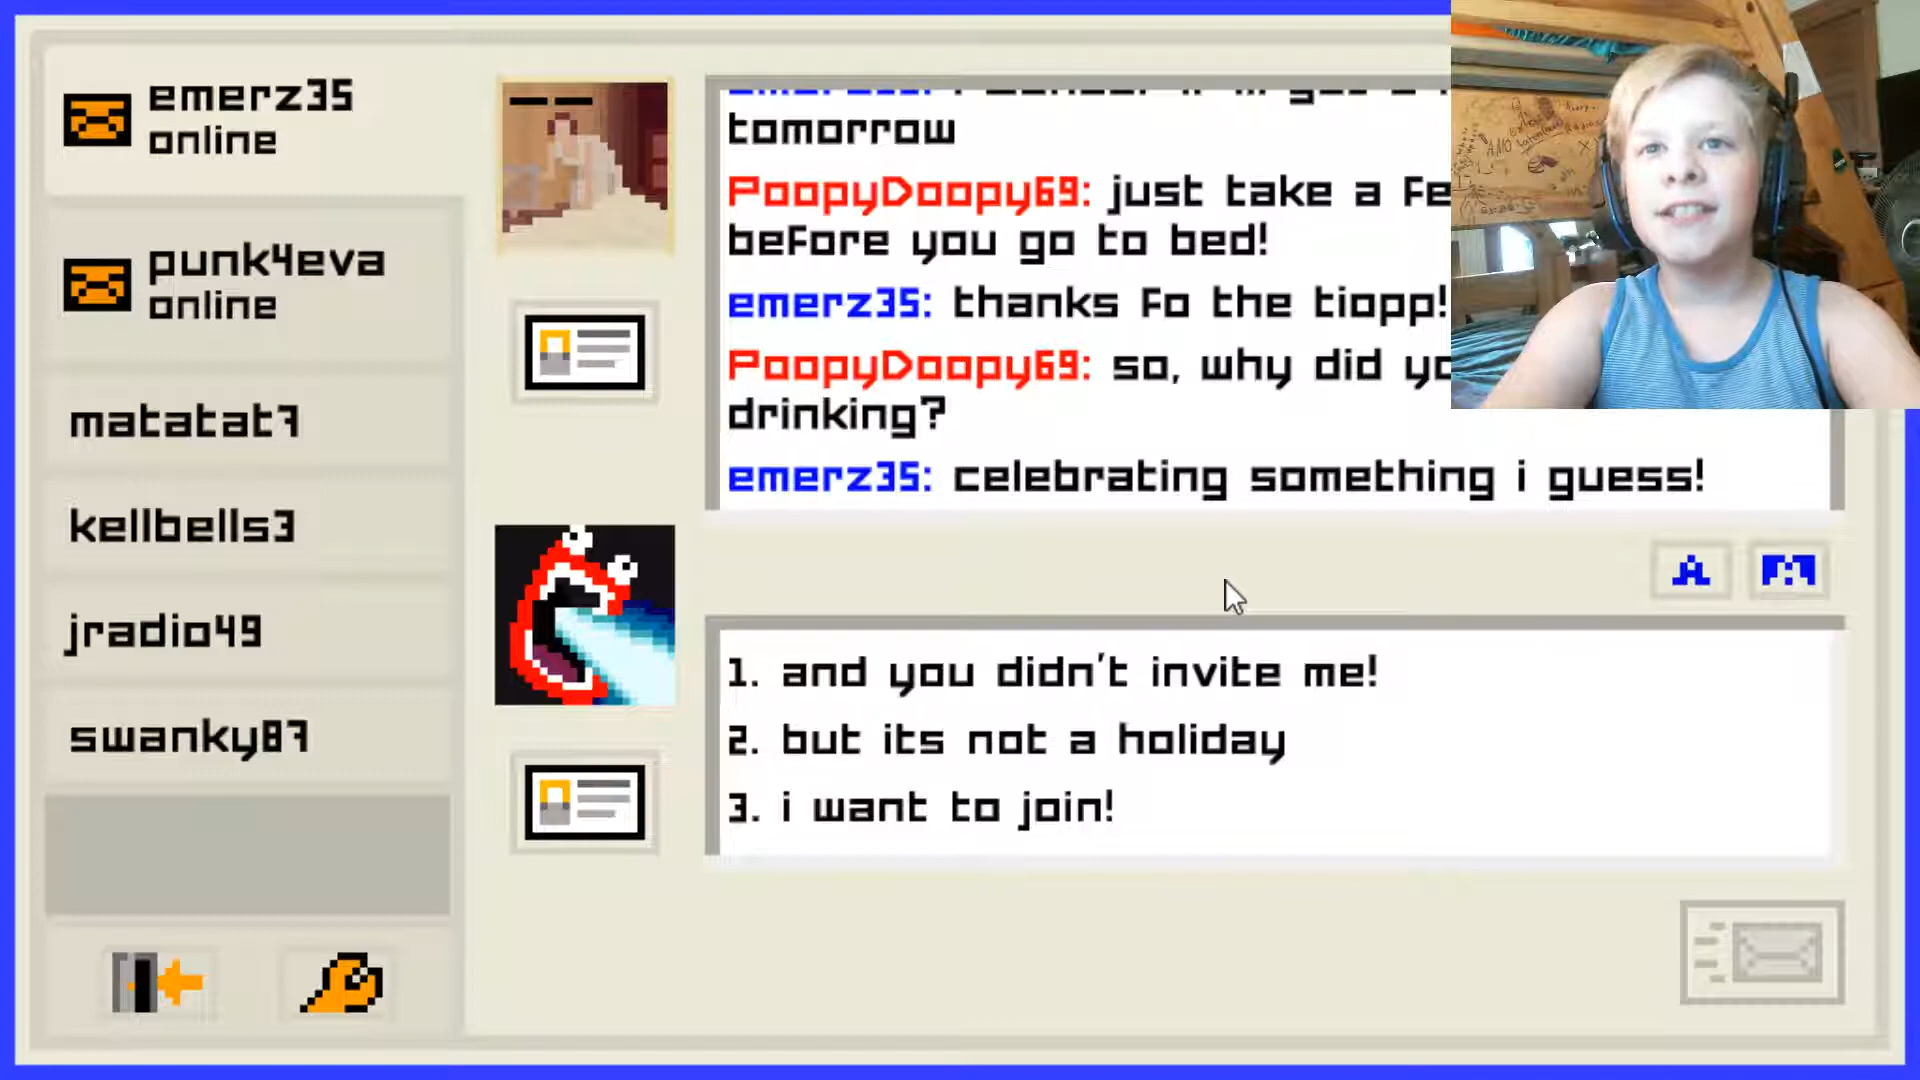 emerz35
online
punk4eva
online
matatat7
kellbells3
jradio49
swanky87
tomorrow
PoopyDoopy69: just take a
before you go to bed!
emerz35: thanks fo the tiopp!
PoopyDoopy69: so, why did
drinking?
emerz35: celebrating something i guess!
A
1. and you didn't invite me!
2. but its not a holiday
3. i want to join!